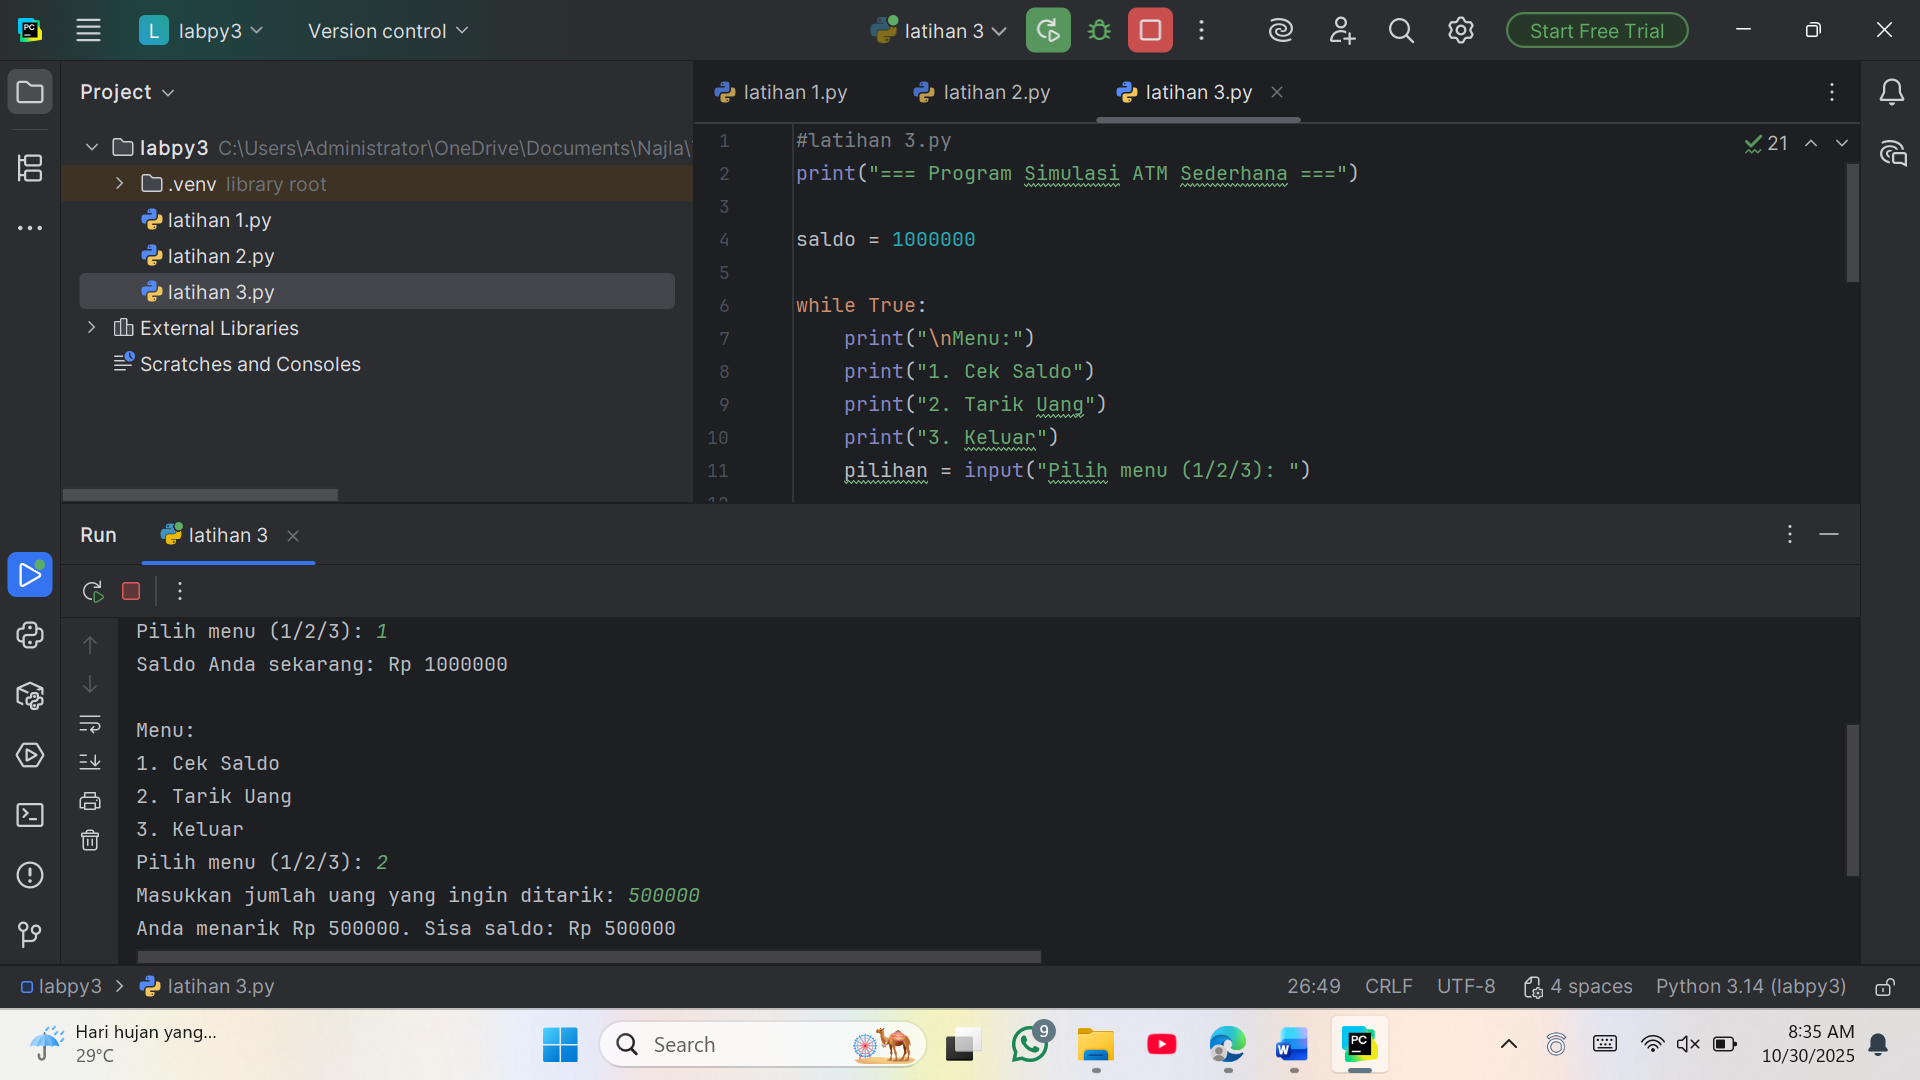 PC
L labpy3 Version control latihan 3 Start Free Trial
Project
latihan 1.py latihan 2.py latihan 3.py
labpy3 C:\Users\Administrator\OneDrive\Documents\Najla\
.venv library root
latihan 1.py
latihan 2.py
latihan 3.py
External Libraries
Scratches and Consoles
21
1 #latihan 3.py
2 print("=== Program Simulasi ATM Sederhana ===")
3
4 saldo = 1000000
5
6 while True:
7 print("\nMenu:")
8 print("1. Cek Saldo")
9 print("2. Tarik Uang")
10 print("3. Keluar")
11 pilihan = input("Pilih menu (1/2/3): ")
12
Run latihan 3
Pilih menu (1/2/3): 1
Saldo Anda sekarang: Rp 1000000
Menu:
1. Cek Saldo
2. Tarik Uang
3. Keluar
Pilih menu (1/2/3): 2
Masukkan jumlah uang yang ingin ditarik: 500000
Anda menarik Rp 500000. Sisa saldo: Rp 500000
labpy3 latihan 3.py 26:49 CRLF UTF-8 4 spaces Python 3.14 (labpy3)
Hari hujan yang...
29°C
Search
9
W
PC
8:35 AM
10/30/2025